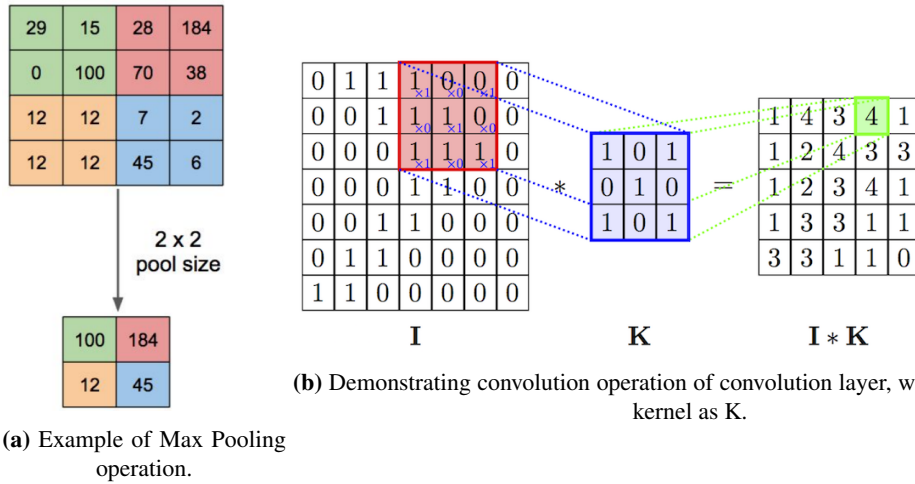 29 15 28 184
0 100 70 38
12 12 7 2
12 12 45 6
2 x 2
pool size
100 184
12 45
(a) Example of Max Pooling
operation.
0 1 1 1×1 0×0 0×1 0
0 0 1 1×0 1×1 0×0 0
0 0 0 1×1 1×0 1×1 0
0 0 0 1 1 0 0
0 0 1 1 0 0 0
0 1 1 0 0 0 0
1 1 0 0 0 0 0
I
*
1 0 1
0 1 0
1 0 1
K
=
1 4 3 4 1
1 2 4 3 3
1 2 3 4 1
1 3 3 1 1
3 3 1 1 0
I * K
(b) Demonstrating convolution operation of convolution layer, w
kernel as K.